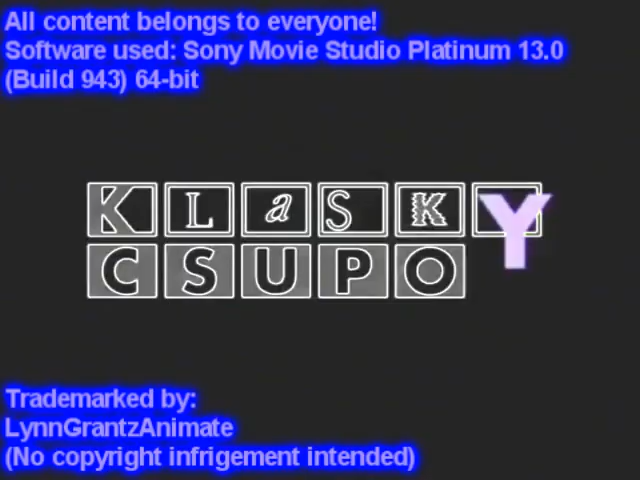 All content belongs to everyone!
Software used: Sony Movie Studio Platinum 13.0
(Build 943) 64-bit
KLaSKY
CSUPO
Trademarked by:
LynnGrantzAnimate
(No copyright infrigement intended)